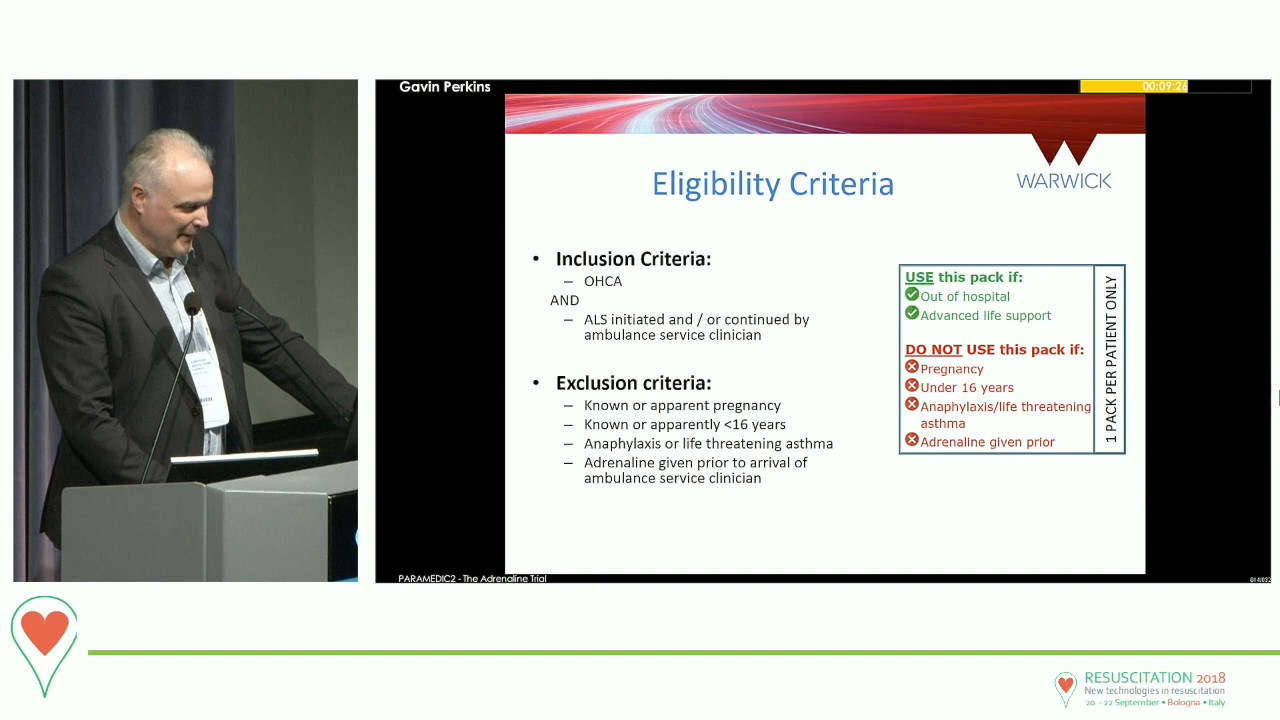 Gavin Perkins
00:09:26
WARWICK
Eligibility Criteria
• Inclusion Criteria:
– OHCA
AND
– ALS initiated and / or continued by
ambulance service clinician
• Exclusion criteria:
– Known or apparent pregnancy
– Known or apparently <16 years
– Anaphylaxis or life threatening asthma
– Adrenaline given prior to arrival of
ambulance service clinician
USE this pack if:
Out of hospital
Advanced life support
DO NOT USE this pack if:
Pregnancy
Under 16 years
Anaphylaxis/life threatening
asthma
Adrenaline given prior
1 PACK PER PATIENT ONLY
PARAMEDIC2 - The Adrenaline Trial
014/032
RESUSCITATION 2018
New technologies in resuscitation
20 - 22 September • Bologna • Italy